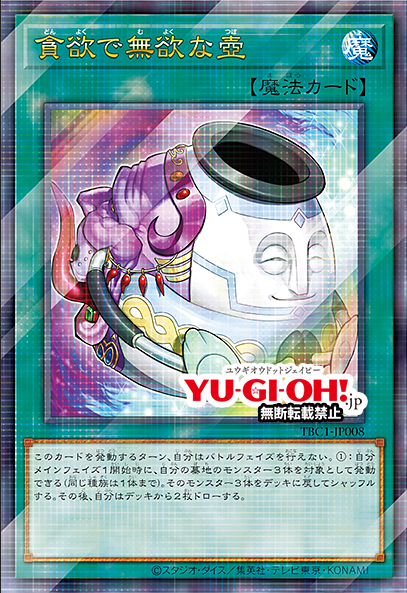 貪欲で無欲な壺
【魔法カード】
魔
ユウギオウドットジェイピー
YU-GI-OH!.jp
無断転載禁止
TBC1-JP008
このカードを発動するターン、自分はバトルフェイズを行えない。①：自分
メインフェイズ1開始時に、自分の墓地のモンスター3体を対象として発動
できる（同じ種族は1体まで）。そのモンスター3体をデッキに戻してシャッフル
する。その後、自分はデッキから2枚ドローする。
©スタジオ・ダイス／集英社・テレビ東京・KONAMI